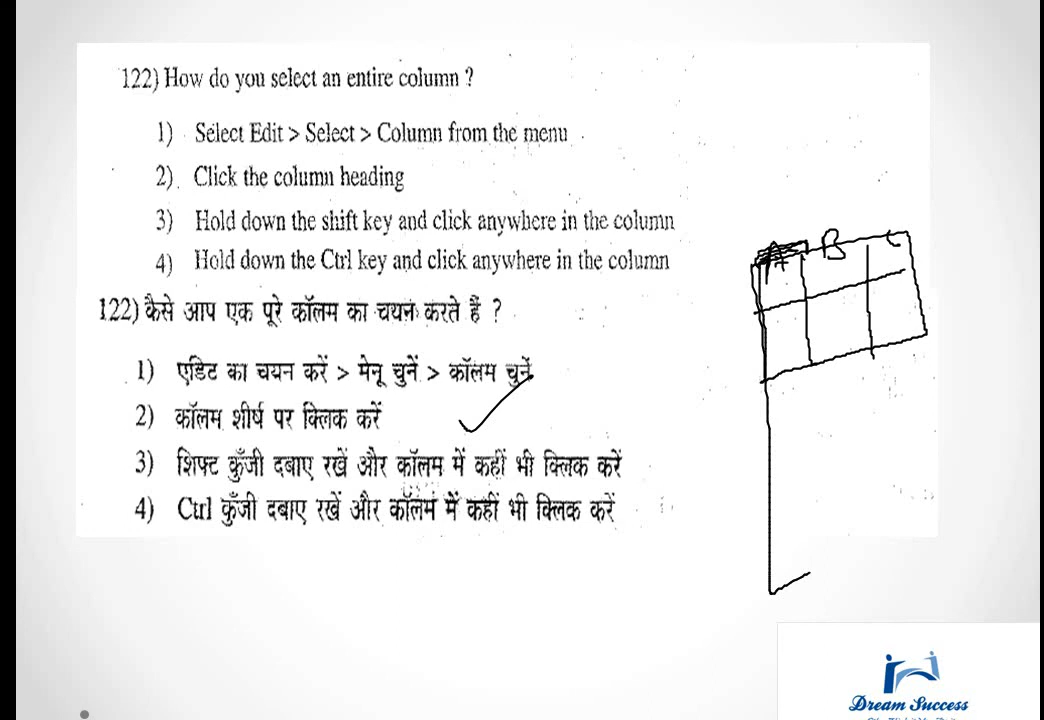 122) How do you select an entire column ?
1) Select Edit > Select > Column from the menu
2) Click the column heading
3) Hold down the shift key and click anywhere in the column
4) Hold down the Ctrl key and click anywhere in the column
122) कैसे आप एक पूरे कॉलम का चयन करते हैं ?
1) एडिट का चयन करें > मेनू चुनें > कॉलम चुनें
2) कॉलम शीर्ष पर क्लिक करें
3) शिफ्ट कुँजी दबाए रखें और कॉलम में कहीं भी क्लिक करें
4) Ctrl कुँजी दबाए रखें और कॉलम में कहीं भी क्लिक करें
A B C
Dream Success